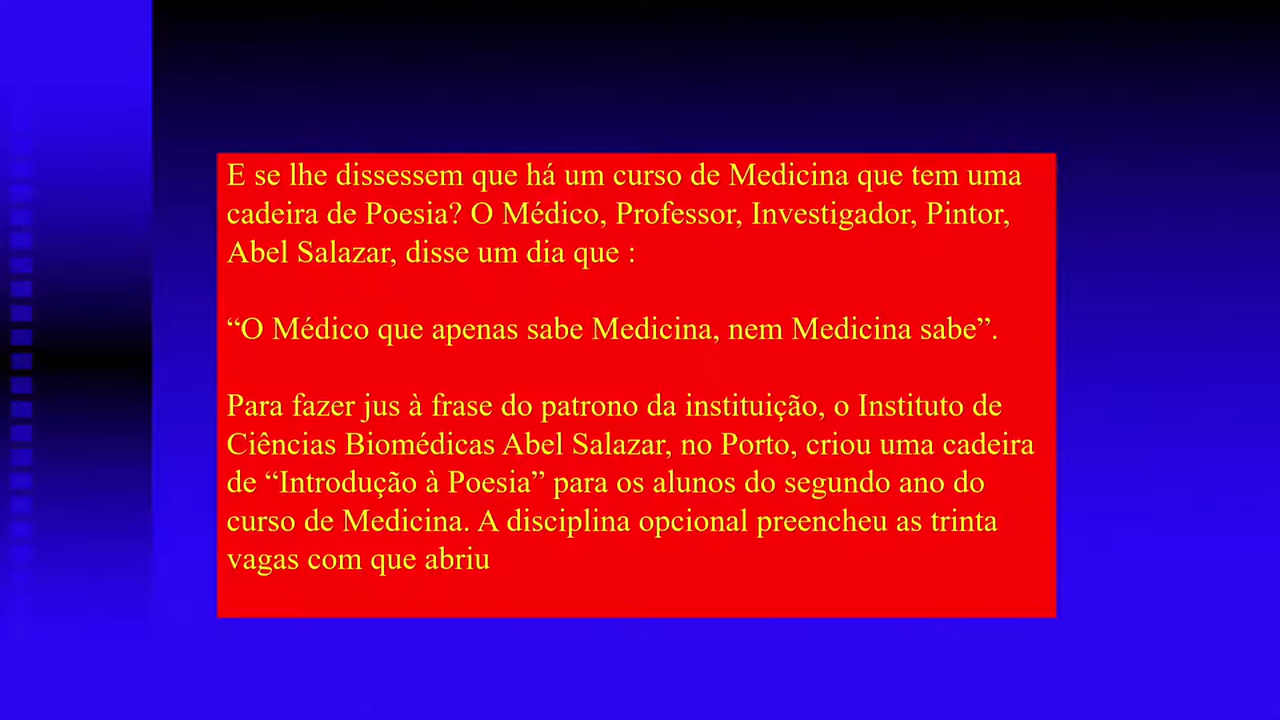 E se lhe dissessem que há um curso de Medicina que tem uma
cadeira de Poesia? O Médico, Professor, Investigador, Pintor,
Abel Salazar, disse um dia que :
“O Médico que apenas sabe Medicina, nem Medicina sabe”.
Para fazer jus à frase do patrono da instituição, o Instituto de
Ciências Biomédicas Abel Salazar, no Porto, criou uma cadeira
de “Introdução à Poesia” para os alunos do segundo ano do
curso de Medicina. A disciplina opcional preencheu as trinta
vagas com que abriu